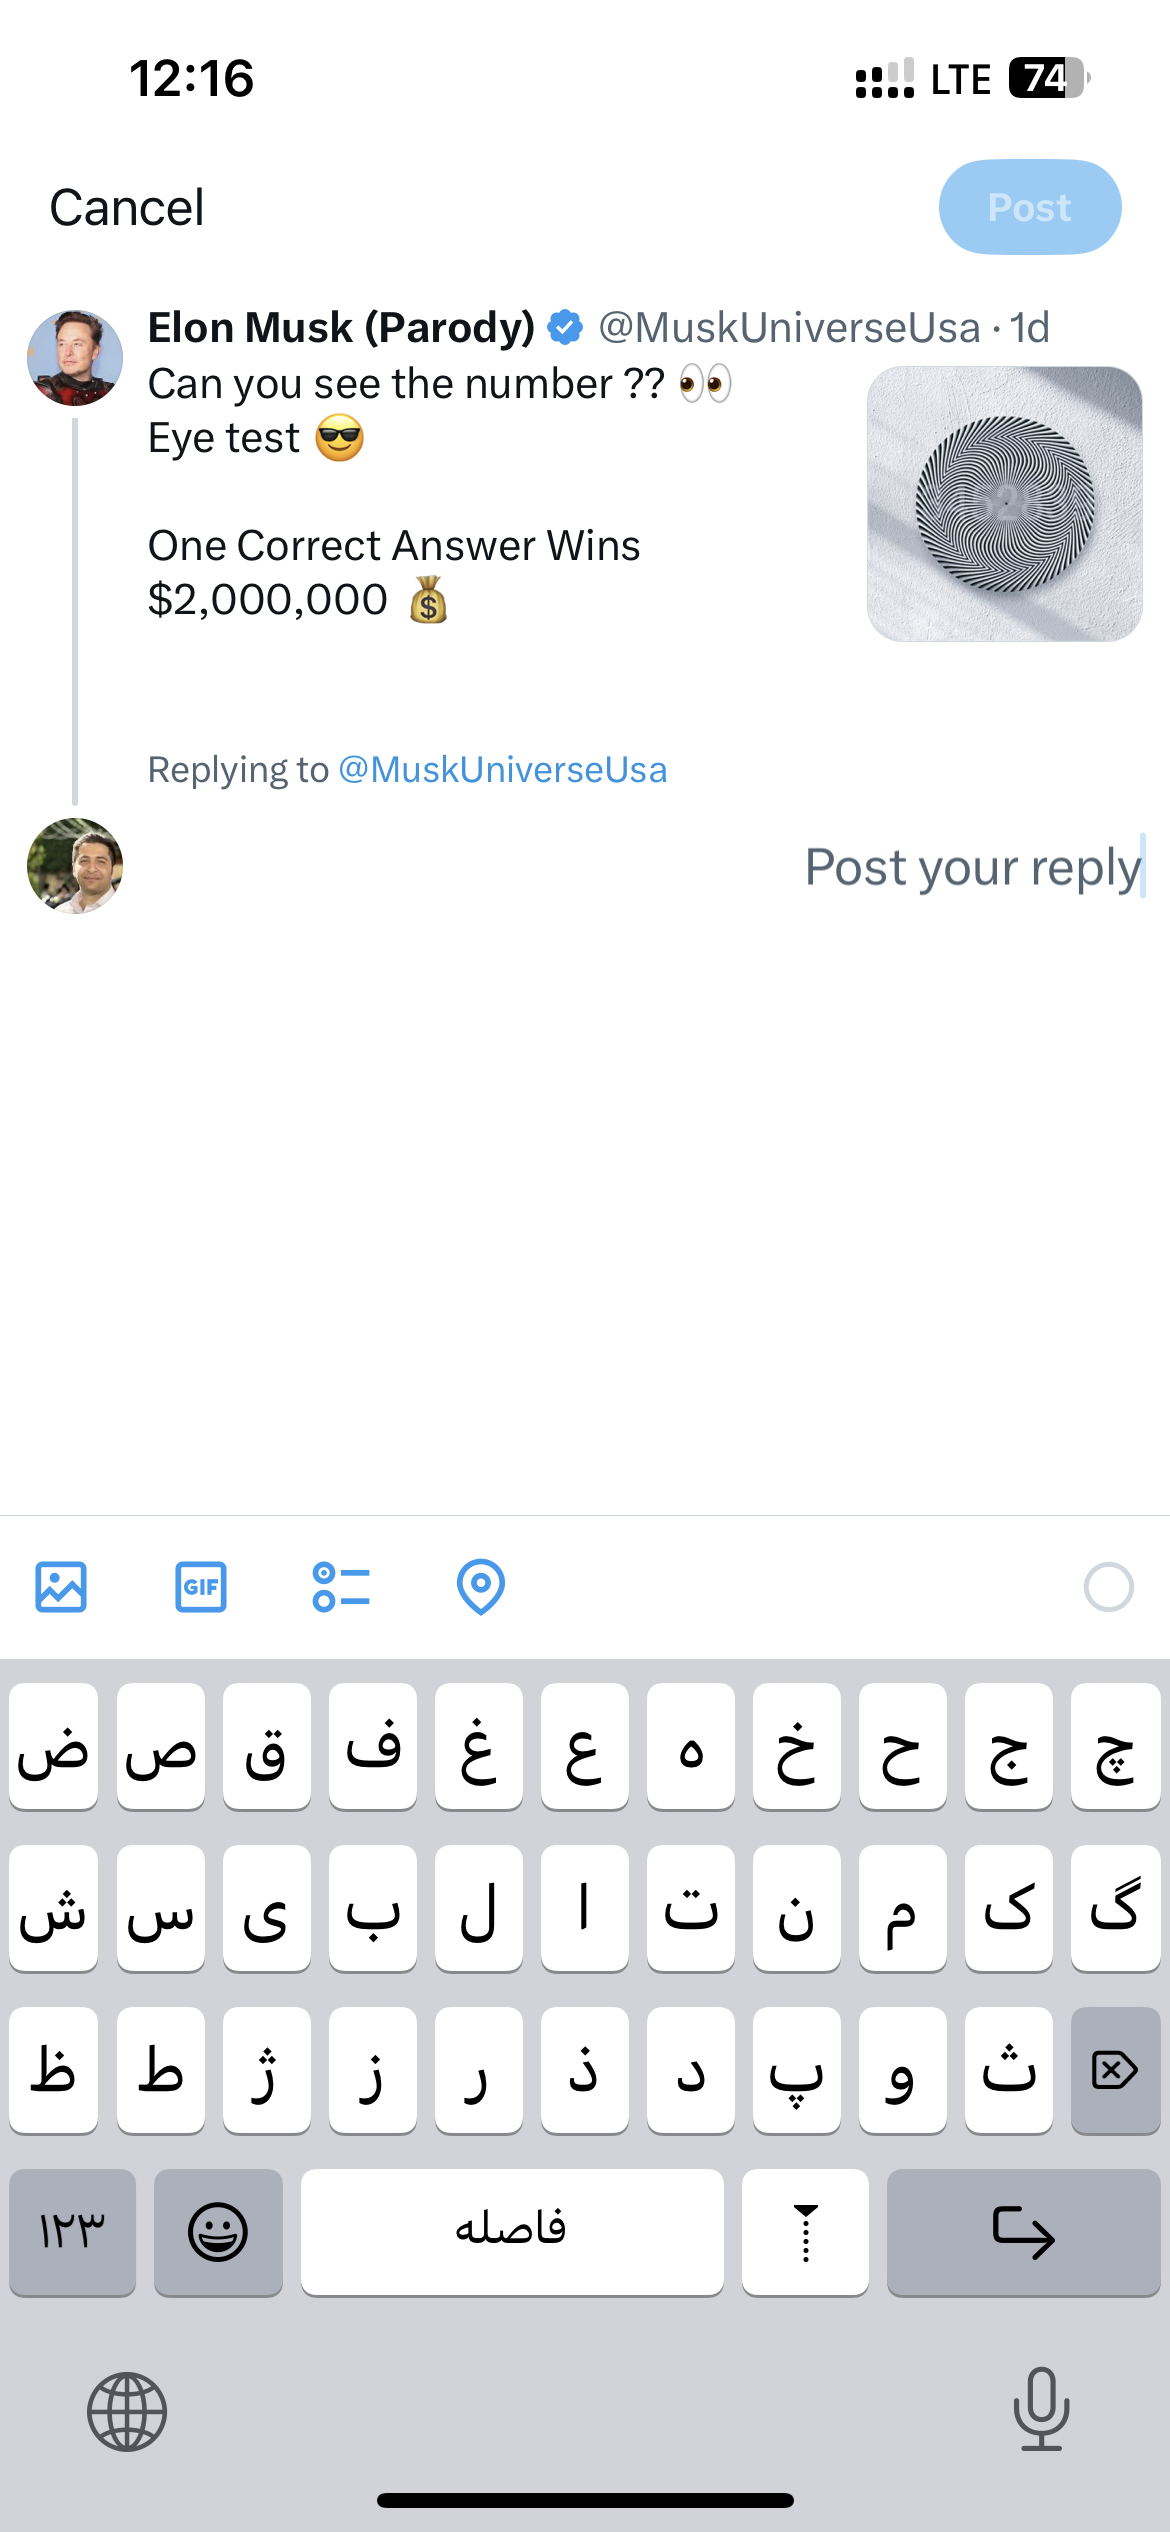 12:16
LTE 74
Cancel
Post
Elon Musk (Parody) @MuskUniverseUsa · 1d
Can you see the number ?? 👀
Eye test 😎
One Correct Answer Wins
$2,000,000 💰
Replying to @MuskUniverseUsa
Post your reply
GIF
ض ص ق ف غ ع ه خ ح ج چ
ش س ی ب ل ا ت ن م ک گ
ظ ط ژ ز ر ذ د پ و ث
۱۲۳ فاصله